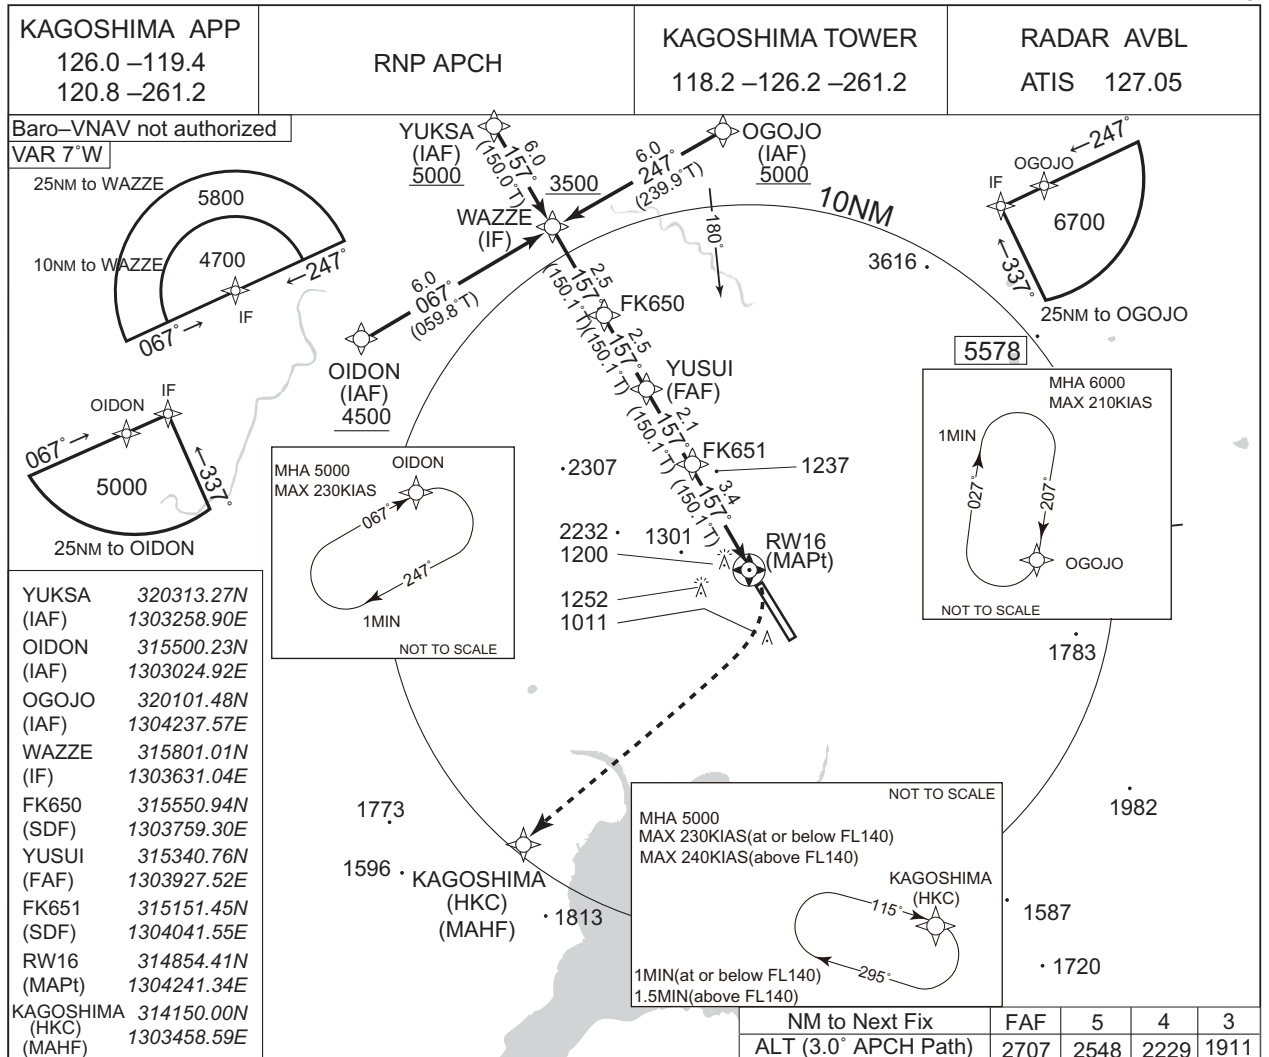 KAGOSHIMA APP
126.0 –119.4
120.8 –261.2
RNP APCH
KAGOSHIMA TOWER
118.2 –126.2 –261.2
RADAR AVBL
ATIS 127.05
Baro–VNAV not authorized
VAR 7°W
25NM to WAZZE
5800
10NM to WAZZE
4700
←247°
067°→
IF
YUKSA
(IAF)
5000
6.0
157°
(150.0°T)
OGOJO
(IAF)
5000
6.0
247°
(239.9°T)
3500
WAZZE
(IF)
6.0
067°
(059.8°T)
OIDON
(IAF)
4500
180°
10NM
3616
←247°
OGOJO
IF
6700
←337°
25NM to OGOJO
5578
2.5
157°
(150.1°T)
FK650
2.5
157°
(150.1°T)
YUSUI
(FAF)
2.1
157°
(150.1°T)
FK651
3.4
157°
(150.1°T)
RW16
(MAPt)
IF
OIDON
067°→
5000
←337°
25NM to OIDON
MHA 5000
MAX 230KIAS
OIDON
067°
247°
1MIN
NOT TO SCALE
MHA 6000
MAX 210KIAS
1MIN
027°
207°
OGOJO
NOT TO SCALE
2307
1237
2232
1301
1200
1252
1011
1783
1982
1773
1596
1813
1587
1720
KAGOSHIMA
(HKC)
(MAHF)
NOT TO SCALE
MHA 5000
MAX 230KIAS(at or below FL140)
MAX 240KIAS(above FL140)
KAGOSHIMA
(HKC)
115°
295°
1MIN(at or below FL140)
1.5MIN(above FL140)
YUKSA 320313.27N
(IAF) 1303258.90E
OIDON 315500.23N
(IAF) 1303024.92E
OGOJO 320101.48N
(IAF) 1304237.57E
WAZZE 315801.01N
(IF) 1303631.04E
FK650 315550.94N
(SDF) 1303759.30E
YUSUI 315340.76N
(FAF) 1303927.52E
FK651 315151.45N
(SDF) 1304041.55E
RW16 314854.41N
(MAPt) 1304241.34E
KAGOSHIMA 314150.00N
(HKC)
(MAHF) 1303458.59E
NM to Next Fix FAF 5 4 3
ALT (3.0° APCH Path) 2707 2548 2229 1911